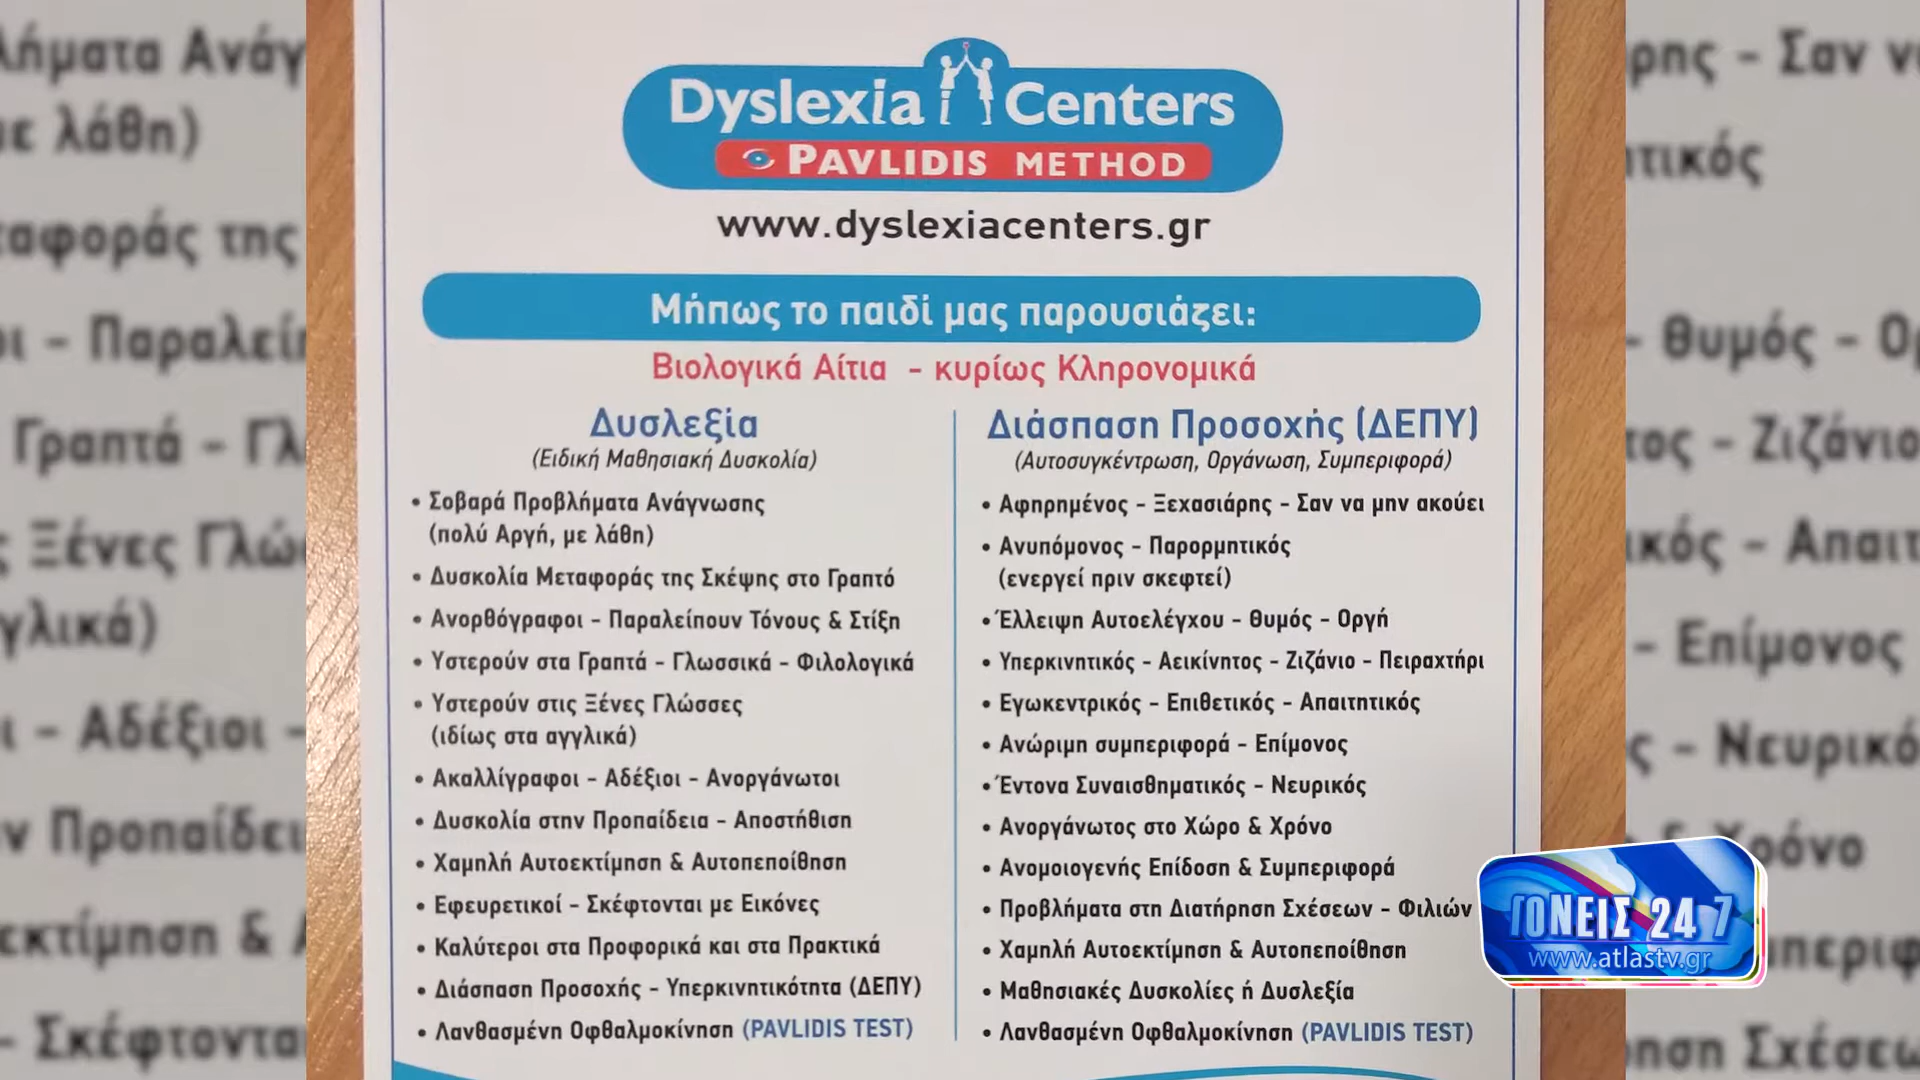 Dyslexia Centers
PAVLIDIS METHOD
www.dyslexiacenters.gr
Μήπως το παιδί μας παρουσιάζει:
Βιολογικά Αίτια - κυρίως Κληρονομικά
Δυσλεξία
(Ειδική Μαθησιακή Δυσκολία)
• Σοβαρά Προβλήματα Ανάγνωσης
(πολύ Αργή, με λάθη)
• Δυσκολία Μεταφοράς της Σκέψης στο Γραπτό
• Ανορθόγραφοι - Παραλείπουν Τόνους & Στίξη
• Υστερούν στα Γραπτά - Γλωσσικά - Φιλολογικά
• Υστερούν στις Ξένες Γλώσσες
(ιδίως στα αγγλικά)
• Ακαλλίγραφοι - Αδέξιοι - Ανοργάνωτοι
• Δυσκολία στην Προπαίδεια - Αποστήθιση
• Χαμηλή Αυτοεκτίμηση & Αυτοπεποίθηση
• Εφευρετικοί - Σκέφτονται με Εικόνες
• Καλύτεροι στα Προφορικά και στα Πρακτικά
• Διάσπαση Προσοχής - Υπερκινητικότητα (ΔΕΠΥ)
• Λανθασμένη Οφθαλμοκίνηση (PAVLIDIS TEST)
Διάσπαση Προσοχής (ΔΕΠΥ)
(Αυτοσυγκέντρωση, Οργάνωση, Συμπεριφορά)
• Αφηρημένος - Ξεχασιάρης - Σαν να μην ακούει
• Ανυπόμονος - Παρορμητικός
(ενεργεί πριν σκεφτεί)
• Έλλειψη Αυτοελέγχου - Θυμός - Οργή
• Υπερκινητικός - Αεικίνητος - Ζιζάνιο - Πειραχτήρι
• Εγωκεντρικός - Επιθετικός - Απαιτητικός
• Ανώριμη συμπεριφορά - Επίμονος
• Έντονα Συναισθηματικός - Νευρικός
• Ανοργάνωτος στο Χώρο & Χρόνο
• Ανομοιογενής Επίδοση & Συμπεριφορά
• Προβλήματα στη Διατήρηση Σχέσεων - Φιλιών
• Χαμηλή Αυτοεκτίμηση & Αυτοπεποίθηση
• Μαθησιακές Δυσκολίες ή Δυσλεξία
• Λανθασμένη Οφθαλμοκίνηση (PAVLIDIS TEST)
ΓΟΝΕΙΣ 24 7
www.atlastv.gr